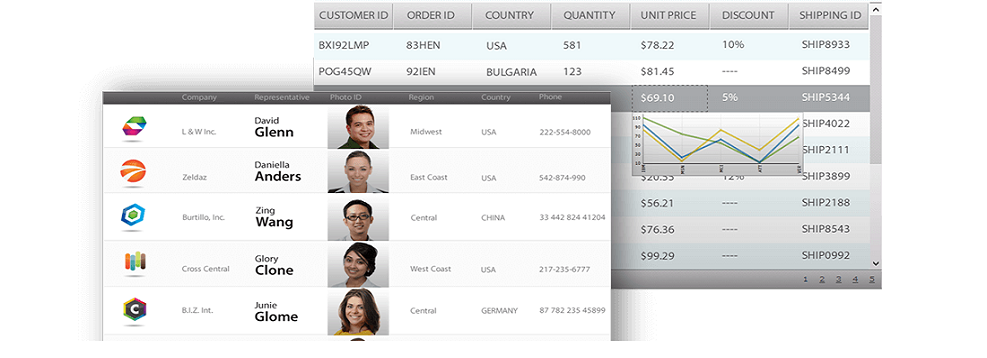 CUSTOMER ID ORDER ID COUNTRY QUANTITY UNIT PRICE DISCOUNT SHIPPING ID
BXI92LMP 83HEN USA 581 $78.22 10% SHIP8933
POG45QW 92IEN BULGARIA 123 $81.45 ---- SHIP8499
$69.10 5% SHIP5344
SHIP4022
SHIP2111
$20.55 12% SHIP3899
$56.21 ---- SHIP2188
$76.36 ---- SHIP8543
$99.29 ---- SHIP0992
1 2 3 4 5
110
90
70
50
30
10
Company Representative Photo ID Region Country Phone
L & W Inc. David Glenn Midwest USA 222-554-8000
Zeldaz Daniella Anders East Coast USA 542-874-990
Burtillo, Inc. Zing Wang Central CHINA 33 442 824 41204
Cross Central Glory Clone West Coast USA 217-235-6777
C
B.I.Z. Int. Junie Glome Central GERMANY 87 782 235 45899